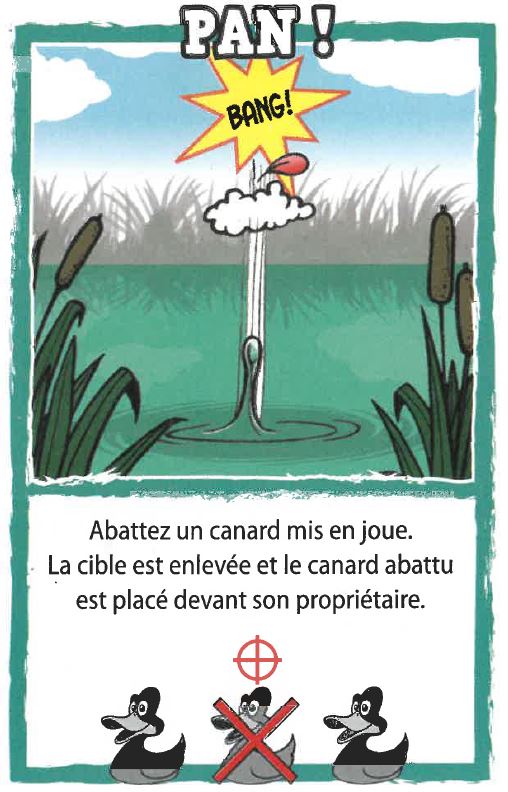 PAN !
BANG!
Abattez un canard mis en joue.
La cible est enlevée et le canard abattu
est placé devant son propriétaire.